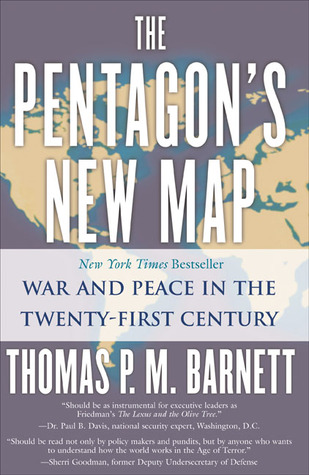 THE
PENTAGON'S
NEW MAP
New York Times Bestseller
WAR AND PEACE IN THE
TWENTY-FIRST CENTURY
THOMAS P. M. BARNETT
"Should be as instrumental for executive leaders as
Friedman's The Lexus and the Olive Tree."
—Dr. Paul B. Davis, national security expert, Washington, D.C.
"Should be read not only by policy makers and pundits, but by anyone who wants
to understand how the world works in the Age of Terror."
—Sherri Goodman, former Deputy Undersecretary of Defense